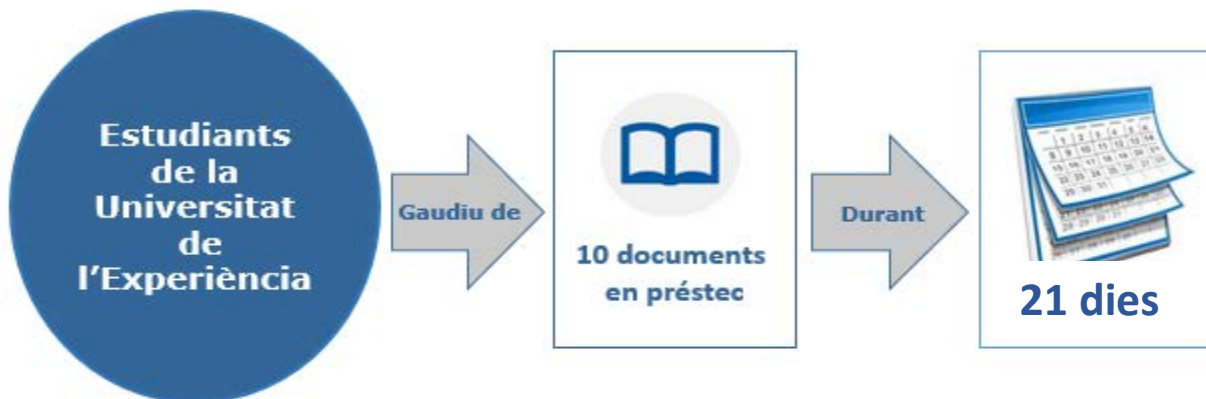 Estudiants
de la
Universitat
de
l’Experiència
Gaudiu de
10 documents
en préstec
Durant
21 dies